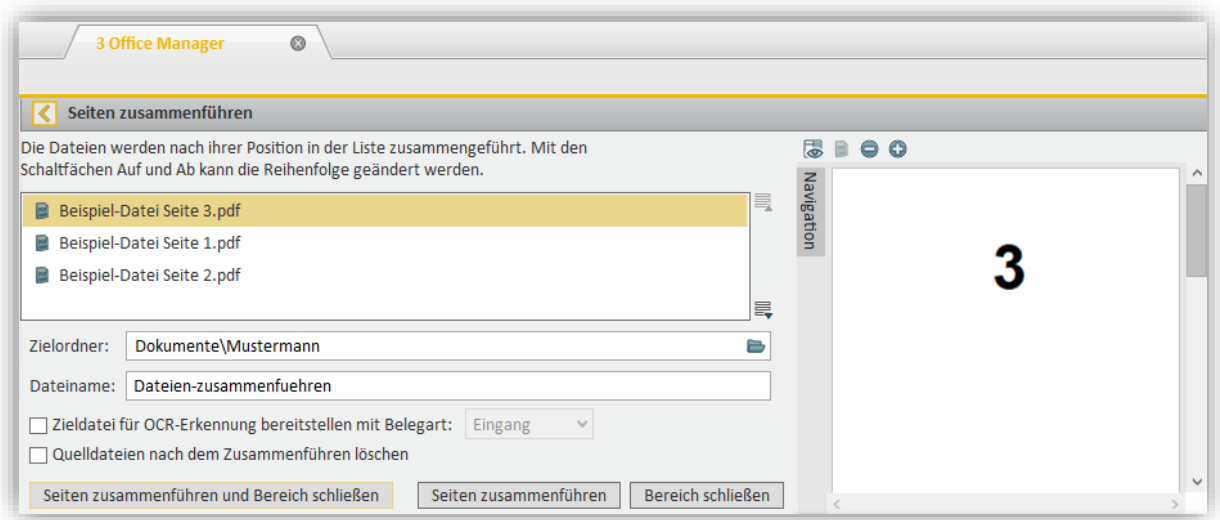 3 Office Manager
Seiten zusammenführen
Die Dateien werden nach ihrer Position in der Liste zusammengeführt. Mit den
Schaltfächen Auf und Ab kann die Reihenfolge geändert werden.
Beispiel-Datei Seite 3.pdf
Beispiel-Datei Seite 1.pdf
Beispiel-Datei Seite 2.pdf
Zielordner: Dokumente\Mustermann
Dateiname: Dateien-zusammenfuehren
Zieldatei für OCR-Erkennung bereitstellen mit Belegart: Eingang
Quelldateien nach dem Zusammenführen löschen
Seiten zusammenführen und Bereich schließen Seiten zusammenführen Bereich schließen
Navigation
3